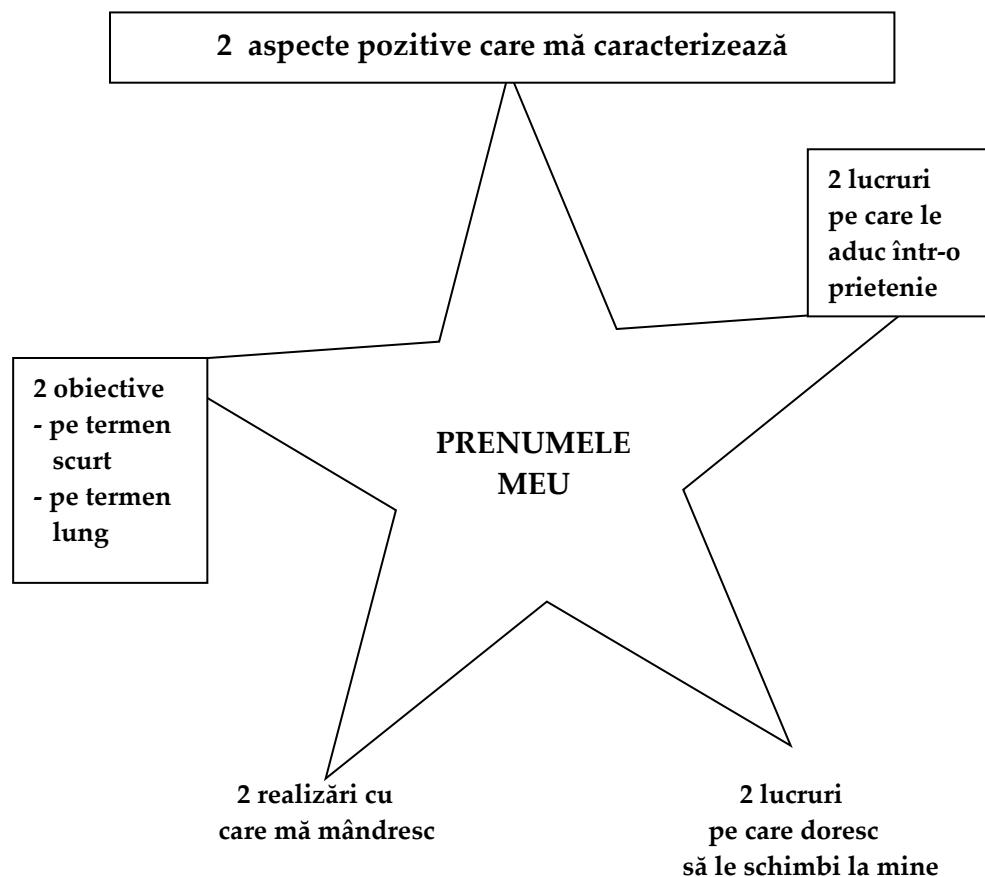 2 aspecte pozitive care mă caracterizează
2 lucruri
pe care le
aduc într-o
prietenie
2 obiective
- pe termen
scurt
- pe termen
lung
PRENUMELE
MEU
2 realizări cu
care mă mândresc
2 lucruri
pe care doresc
să le schimbi la mine